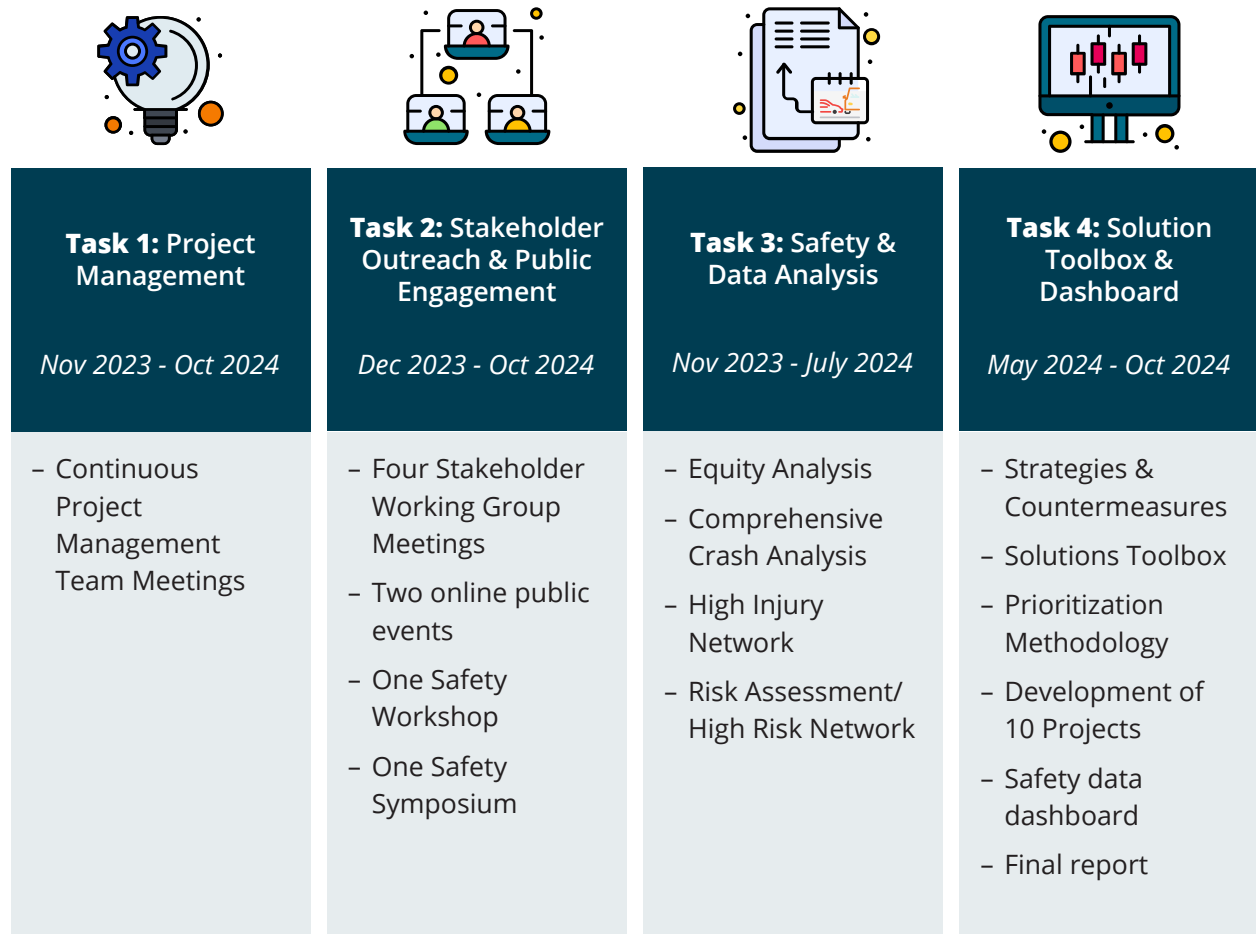 Task 1: Project
Management
Nov 2023 - Oct 2024
– Continuous
Project
Management
Team Meetings
Task 2: Stakeholder
Outreach & Public
Engagement
Dec 2023 - Oct 2024
– Four Stakeholder
Working Group
Meetings
– Two online public
events
– One Safety
Workshop
– One Safety
Symposium
Task 3: Safety &
Data Analysis
Nov 2023 - July 2024
– Equity Analysis
– Comprehensive
Crash Analysis
– High Injury
Network
– Risk Assessment/
High Risk Network
Task 4: Solution
Toolbox &
Dashboard
May 2024 - Oct 2024
– Strategies &
Countermeasures
– Solutions Toolbox
– Prioritization
Methodology
– Development of
10 Projects
– Safety data
dashboard
– Final report